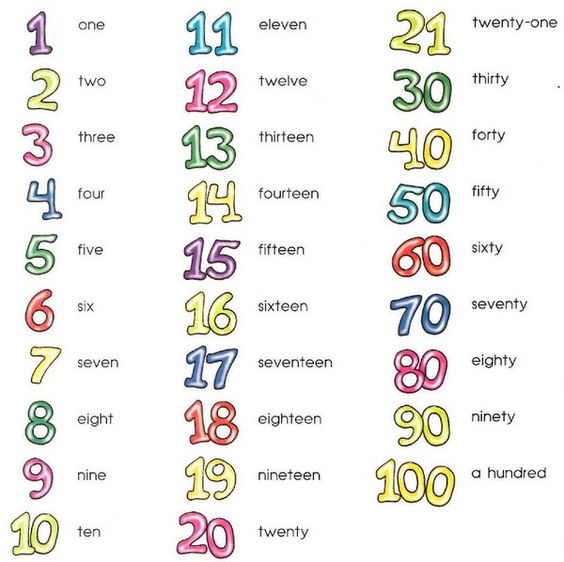 1 one
2 two
3 three
4 four
5 five
6 six
7 seven
8 eight
9 nine
10 ten
11 eleven
12 twelve
13 thirteen
14 fourteen
15 fifteen
16 sixteen
17 seventeen
18 eighteen
19 nineteen
20 twenty
21 twenty-one
30 thirty
40 forty
50 fifty
60 sixty
70 seventy
80 eighty
90 ninety
100 a hundred